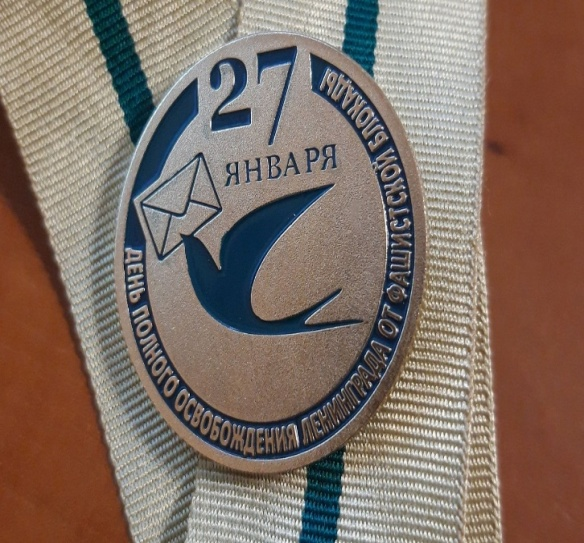 27
ЯНВАРЯ
ДЕНЬ ПОЛНОГО ОСВОБОЖДЕНИЯ ЛЕНИНГРАДА ОТ ФАШИСТСКОЙ БЛОКАДЫ